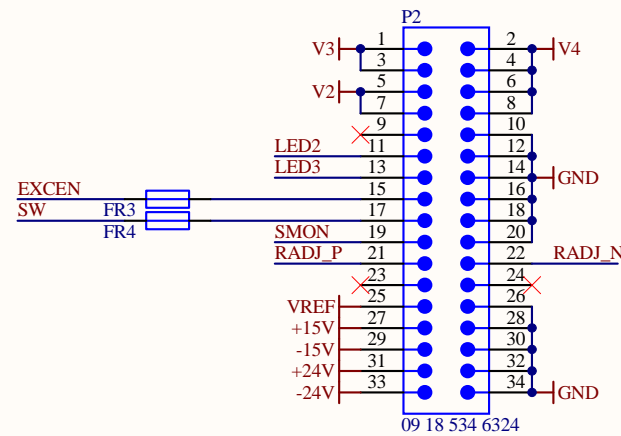 P2
V3 1 2 V4
3 4
V2 5 6
7 8
9 10
LED2 11 12
LED3 13 14 GND
EXCEN 15 16
FR3
SW 17 18
FR4
SMON 19 20
RADJ_P 21 22 RADJ_N
23 24
VREF 25 26
+15V 27 28
-15V 29 30
+24V 31 32
-24V 33 34 GND
09 18 534 6324